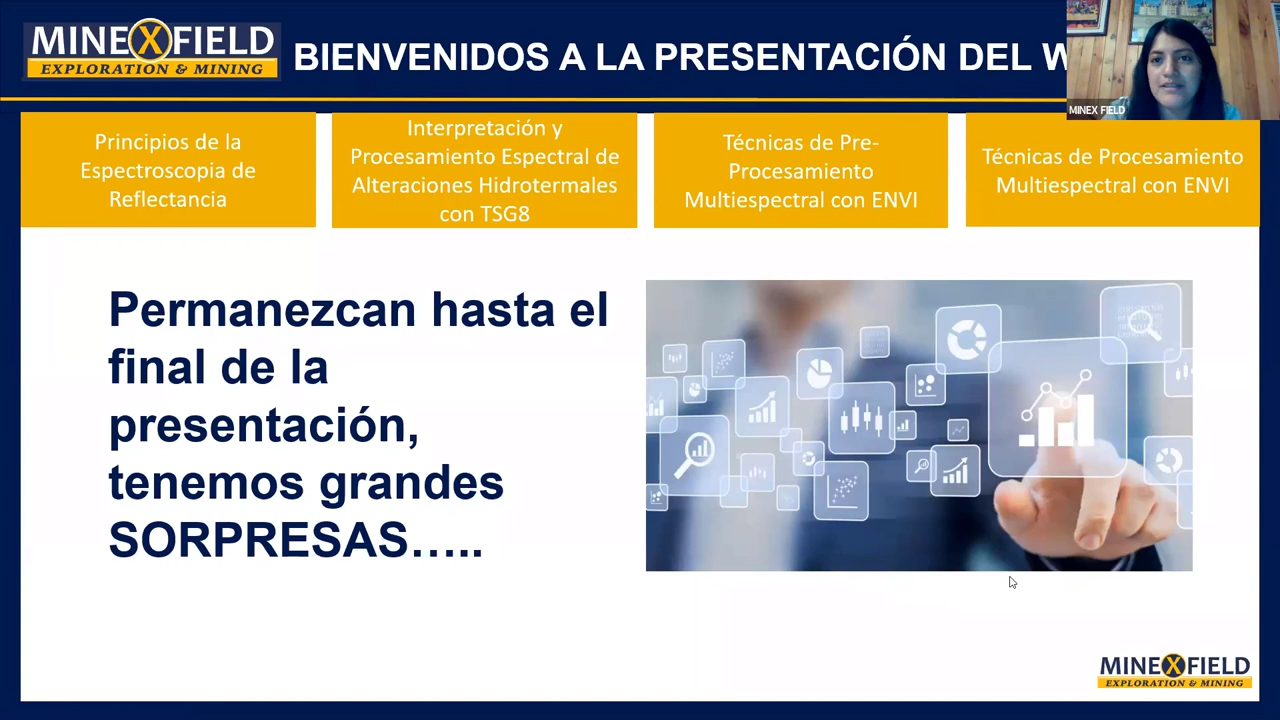 MINEXFIELD
EXPLORATION & MINING
BIENVENIDOS A LA PRESENTACIÓN DEL
MINEX FIELD
Principios de la
Espectroscopia de
Reflectancia
Interpretación y
Procesamiento Espectral de
Alteraciones Hidrotermales
con TSG8
Técnicas de Pre-
Procesamiento
Multiespectral con ENVI
Técnicas de Procesamiento
Multiespectral con ENVI
Permanezcan hasta el
final de la
presentación,
tenemos grandes
SORPRESAS…..
MINEXFIELD
EXPLORATION & MINING